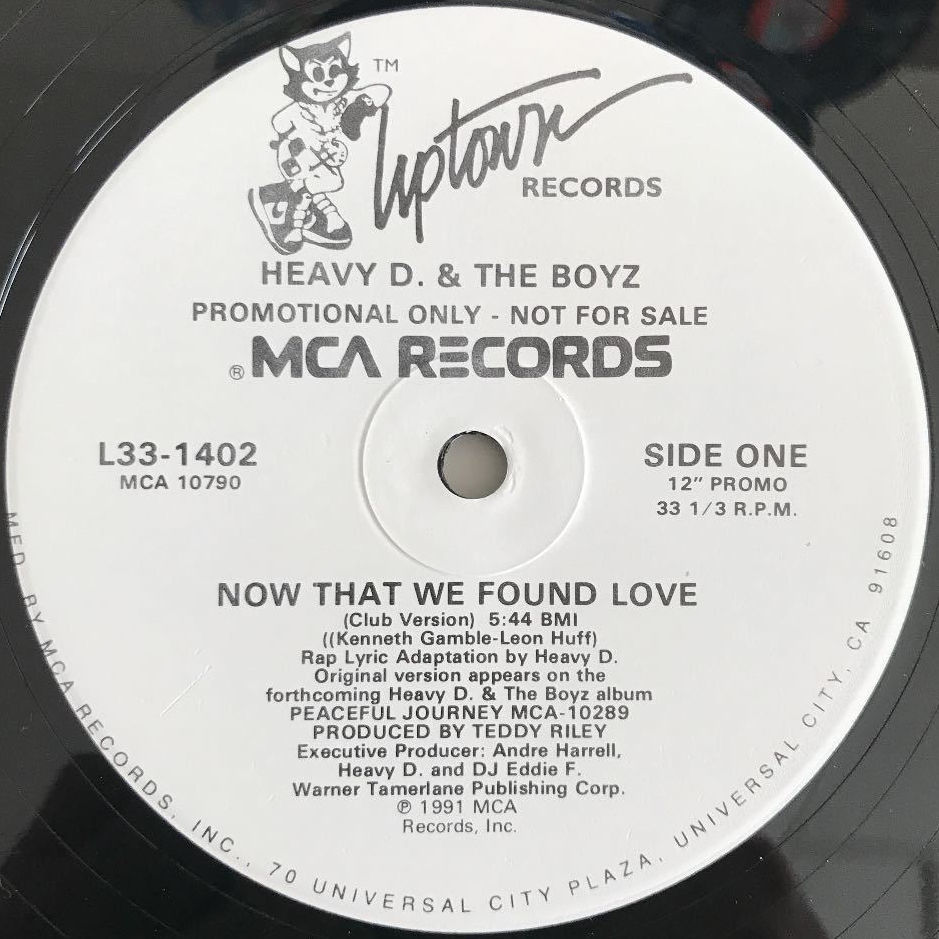 TM
Uptown
RECORDS
HEAVY D. & THE BOYZ
PROMOTIONAL ONLY - NOT FOR SALE
® MCA RECORDS
L33-1402
MCA 10790
SIDE ONE
12" PROMO
33 1/3 R.P.M.
NOW THAT WE FOUND LOVE
(Club Version) 5:44 BMI
((Kenneth Gamble-Leon Huff)
Rap Lyric Adaptation by Heavy D.
Original version appears on the
forthcoming Heavy D. & The Boyz album
PEACEFUL JOURNEY MCA-10289
PRODUCED BY TEDDY RILEY
Executive Producer: Andre Harrell,
Heavy D. and DJ Eddie F.
Warner Tamerlane Publishing Corp.
℗ 1991 MCA
Records, Inc.
MFD BY MCA RECORDS, INC., 70 UNIVERSAL CITY PLAZA, UNIVERSAL CITY, CA 91608